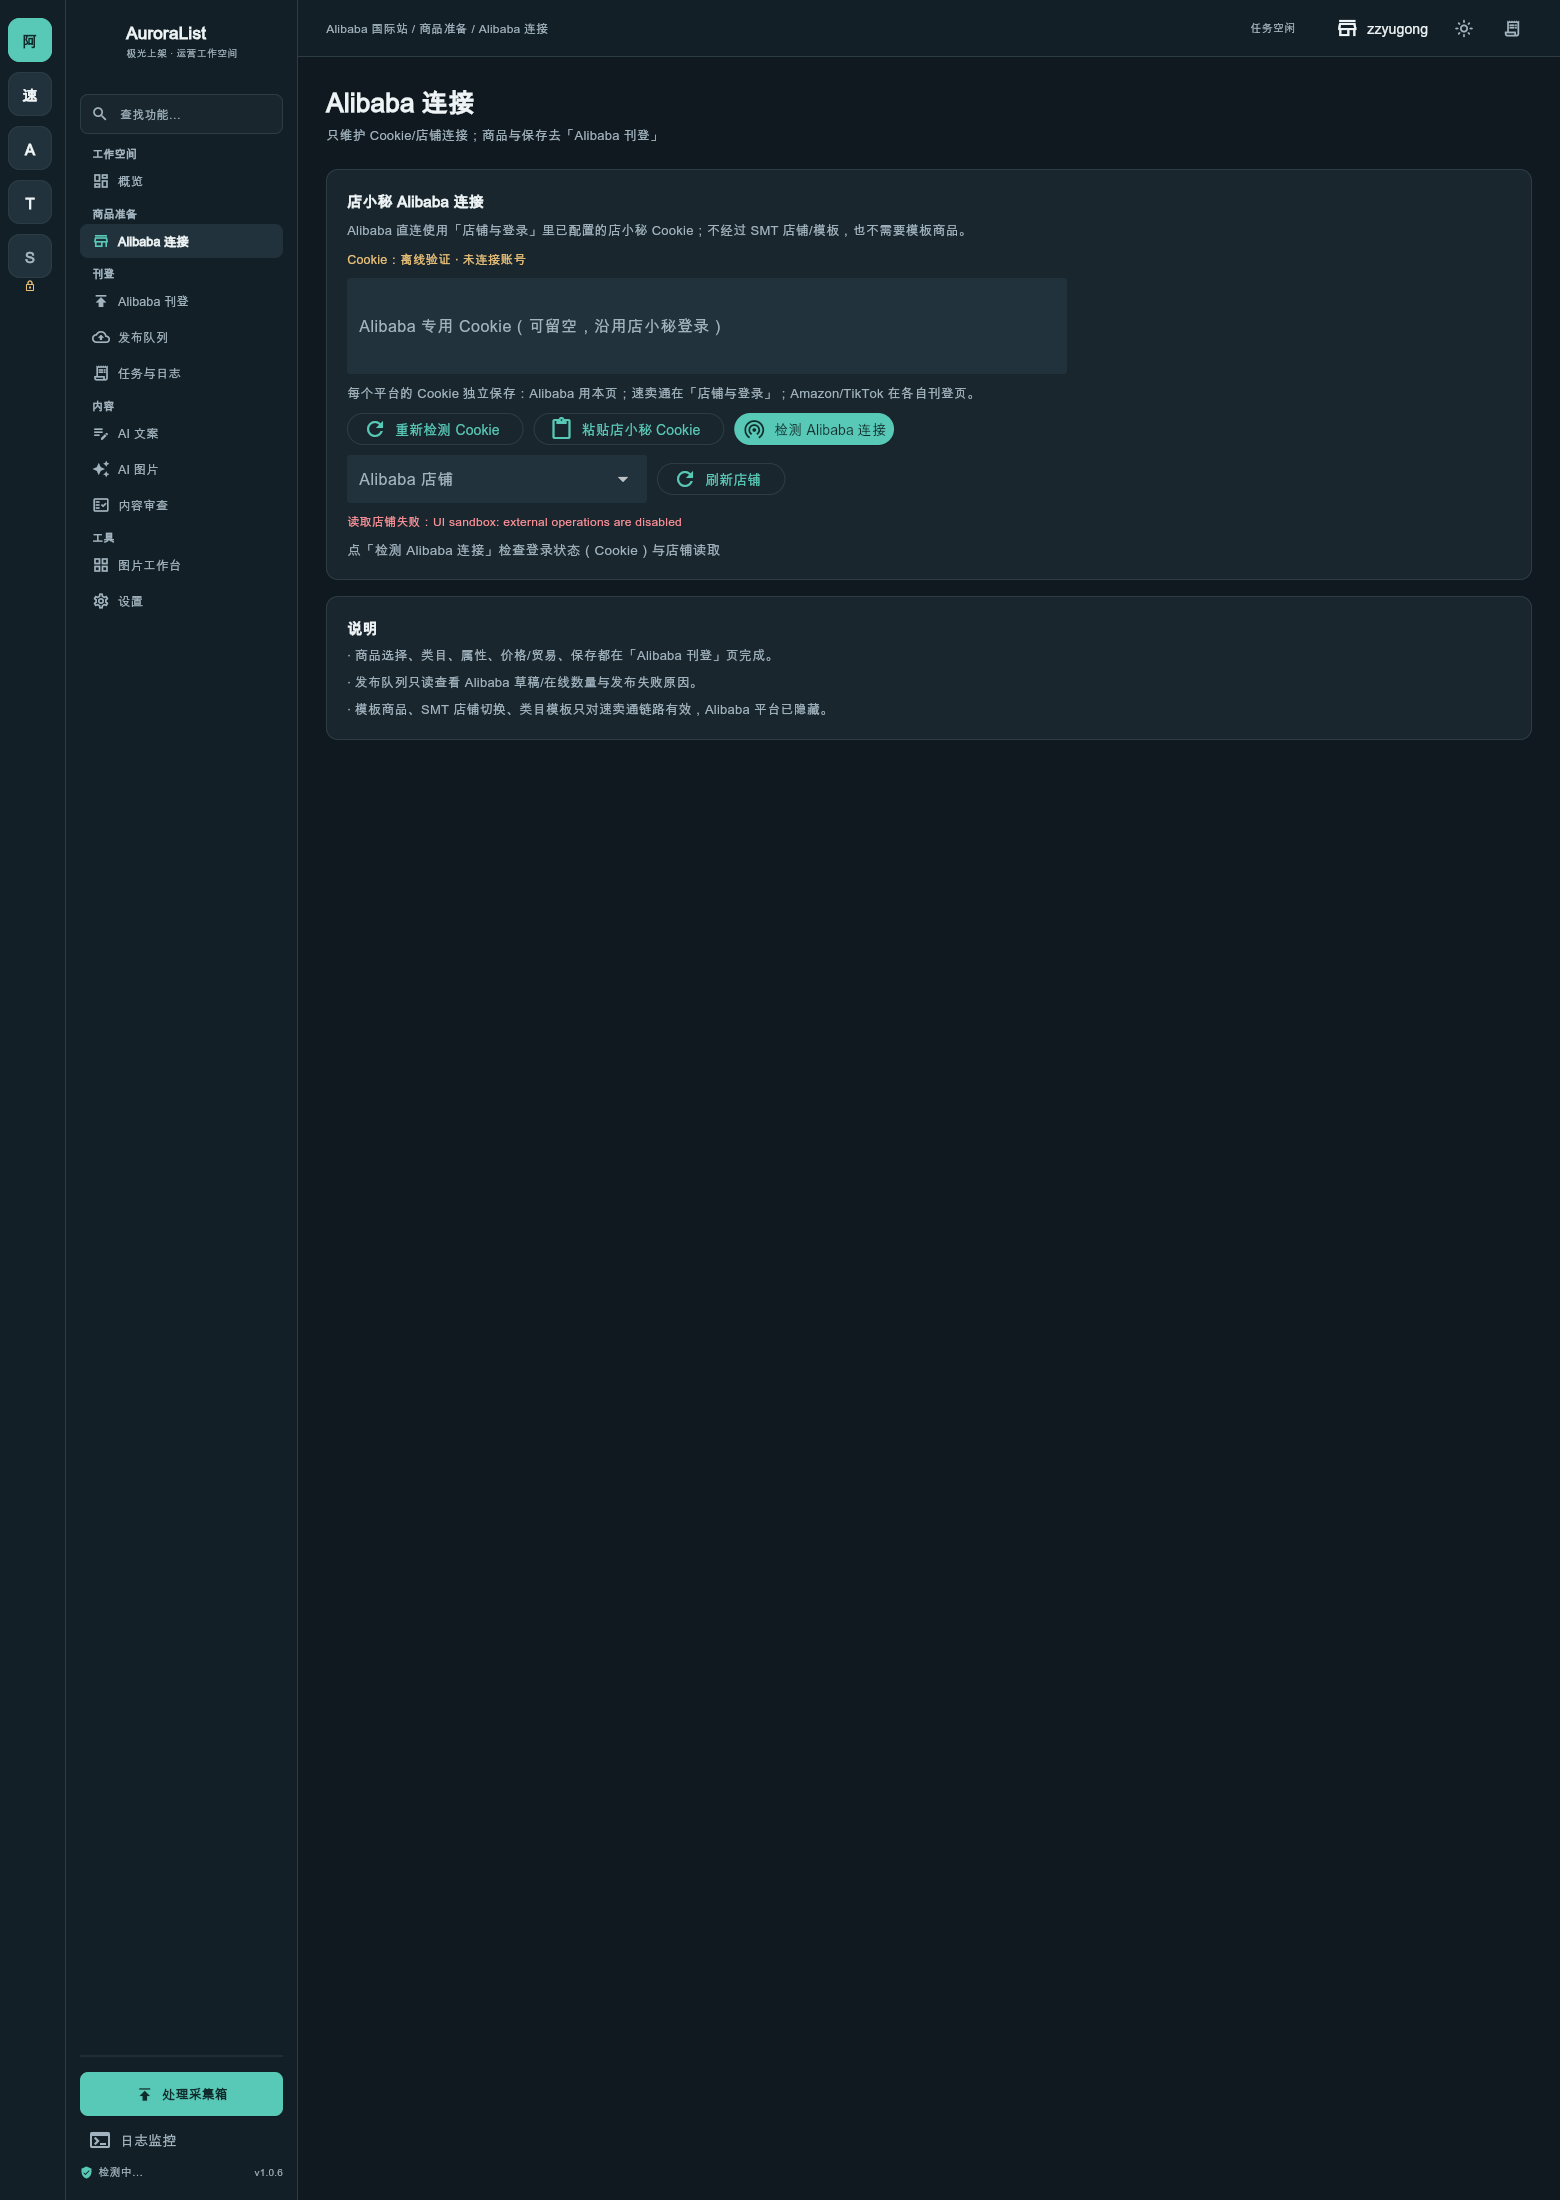 阿
速
A
T
S
AuroraList
极光上架 · 运营工作空间
查找功能...
工作空间
概览
商品准备
Alibaba 连接
刊登
Alibaba 刊登
发布队列
任务与日志
内容
AI 文案
AI 图片
内容审查
工具
图片工作台
设置
处理采集箱
日志监控
检测中... v1.0.6
Alibaba 国际站 / 商品准备 / Alibaba 连接
任务空闲
zzyugong
Alibaba 连接
只维护 Cookie/店铺连接；商品与保存去「Alibaba 刊登」
店小秘 Alibaba 连接
Alibaba 直连使用「店铺与登录」里已配置的店小秘 Cookie；不经过 SMT 店铺/模板，也不需要模板商品。
Cookie：离线验证 · 未连接账号
Alibaba 专用 Cookie（可留空，沿用店小秘登录）
每个平台的 Cookie 独立保存：Alibaba 用本页；速卖通在「店铺与登录」；Amazon/TikTok 在各自刊登页。
重新检测 Cookie 粘贴店小秘 Cookie 检测 Alibaba 连接
Alibaba 店铺 刷新店铺
读取店铺失败：UI sandbox: external operations are disabled
点「检测 Alibaba 连接」检查登录状态（Cookie）与店铺读取
说明
· 商品选择、类目、属性、价格/贸易、保存都在「Alibaba 刊登」页完成。
· 发布队列只读查看 Alibaba 草稿/在线数量与发布失败原因。
· 模板商品、SMT 店铺切换、类目模板只对速卖通链路有效，Alibaba 平台已隐藏。